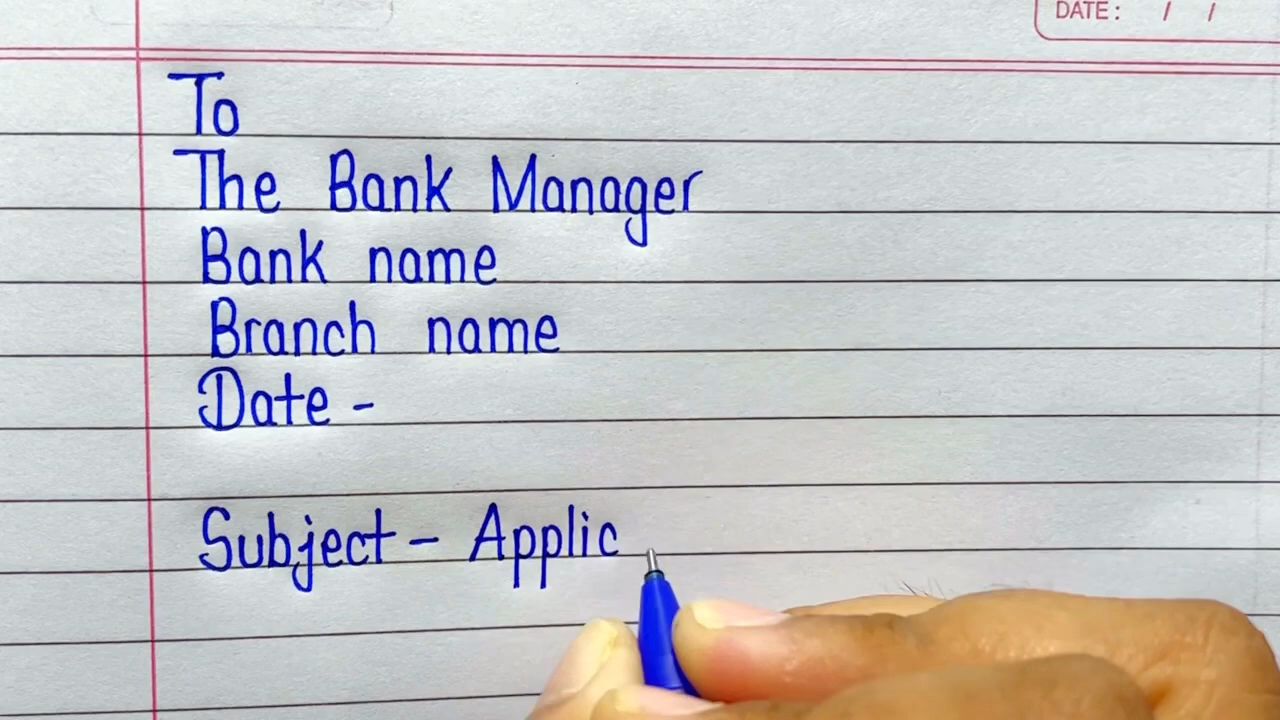 DATE: / /
To
The Bank Manager
Bank name
Branch name
Date -
Subject - Applic